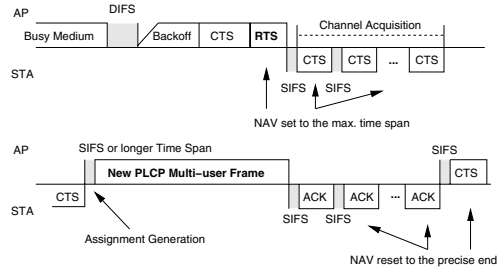 DIFS
AP
Channel Acquisition
Busy Medium
Backoff
CTS
RTS
CTS
CTS
...
CTS
STA
SIFS
SIFS
NAV set to the max. time span
AP
SIFS or longer Time Span
SIFS
New PLCP Multi−user Frame
CTS
CTS
ACK
ACK
...
ACK
STA
SIFS
SIFS
Assignment Generation
NAV reset to the precise end